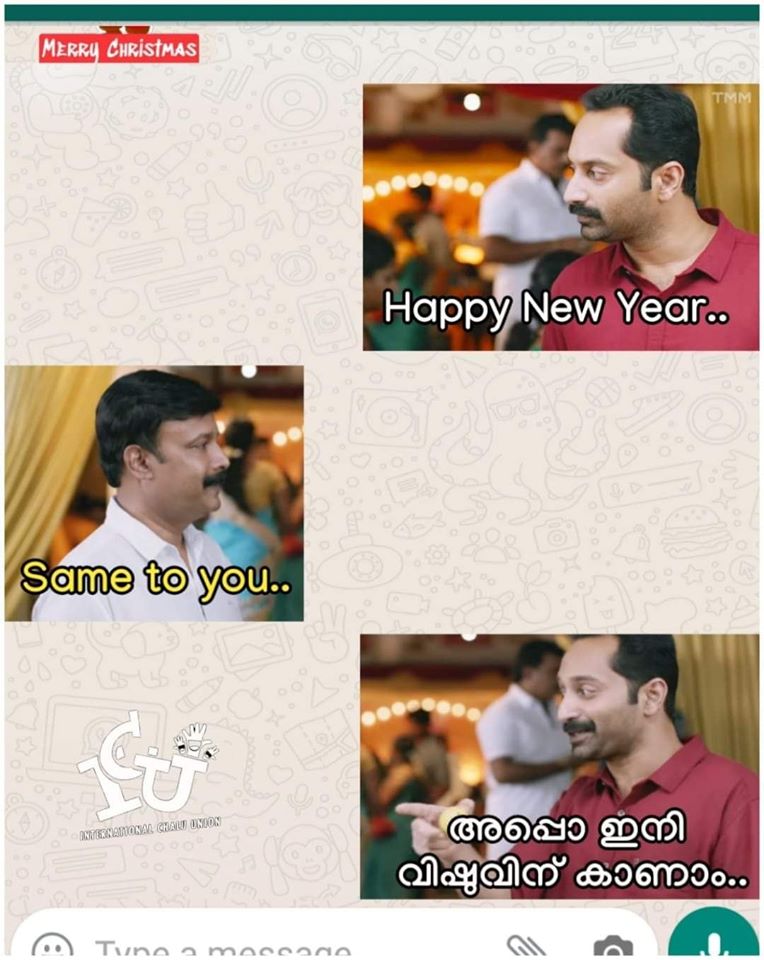 MERRY CHRISTMAS
TMM
Happy New Year..
Same to you..
ICU
INTERNATIONAL CHALU UNION
അപ്പൊ ഇനി
വിഷുവിന് കാണാം..
Type a message